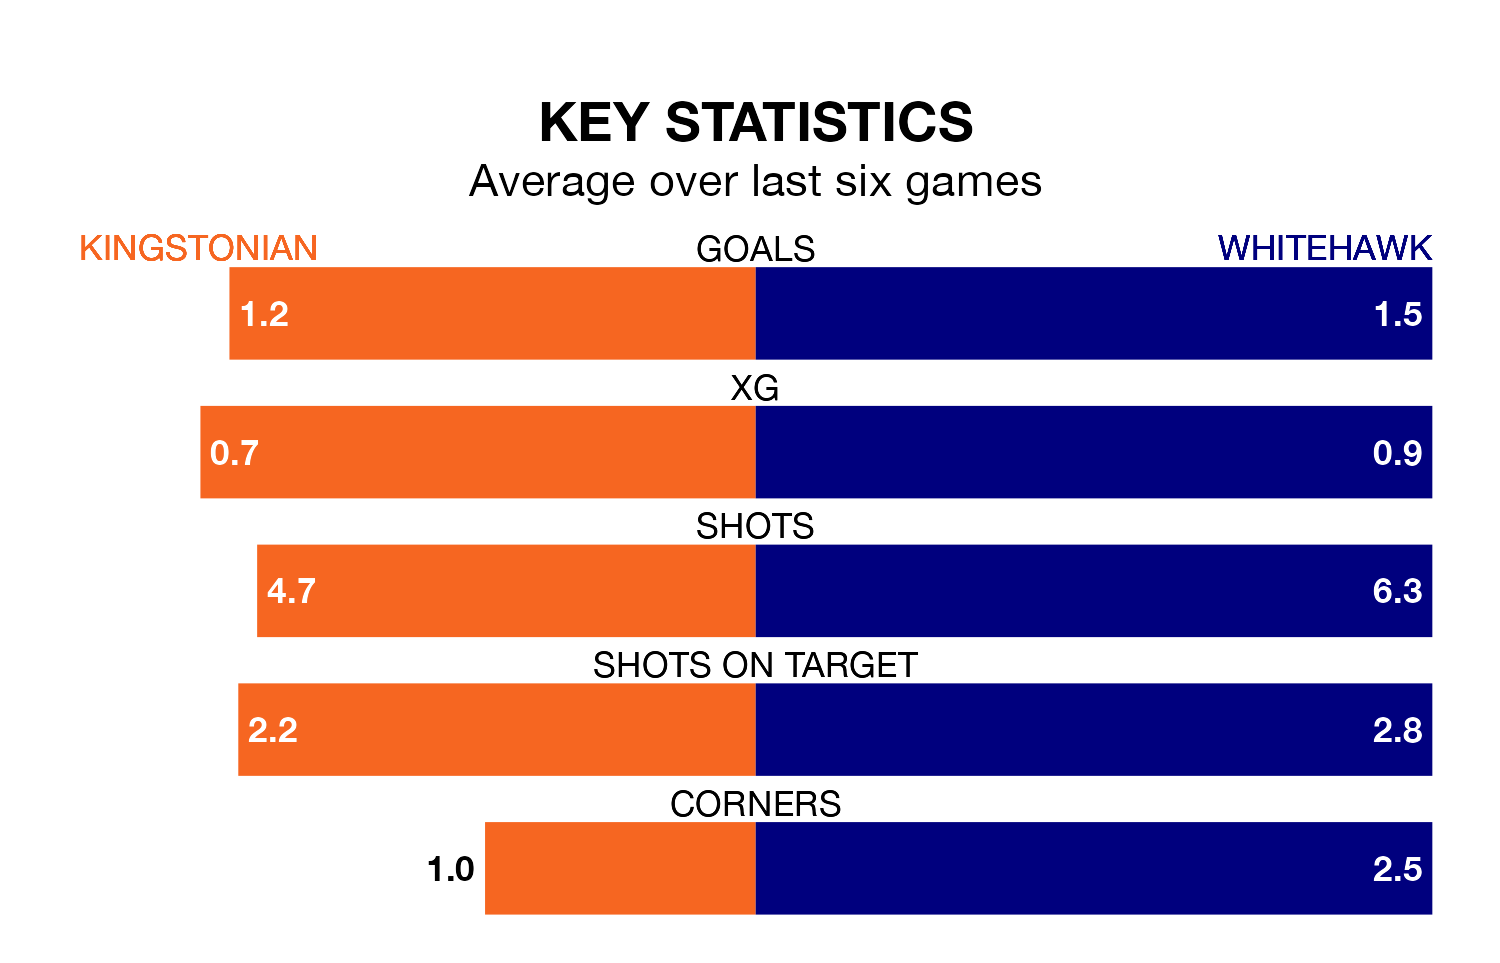 KEY STATISTICS
Average over last six games
KINGSTONIAN GOALS WHITEHAWK
1.2 1.5
XG
0.7 0.9
SHOTS
4.7 6.3
SHOTS ON TARGET
2.2 2.8
CORNERS
1.0 2.5